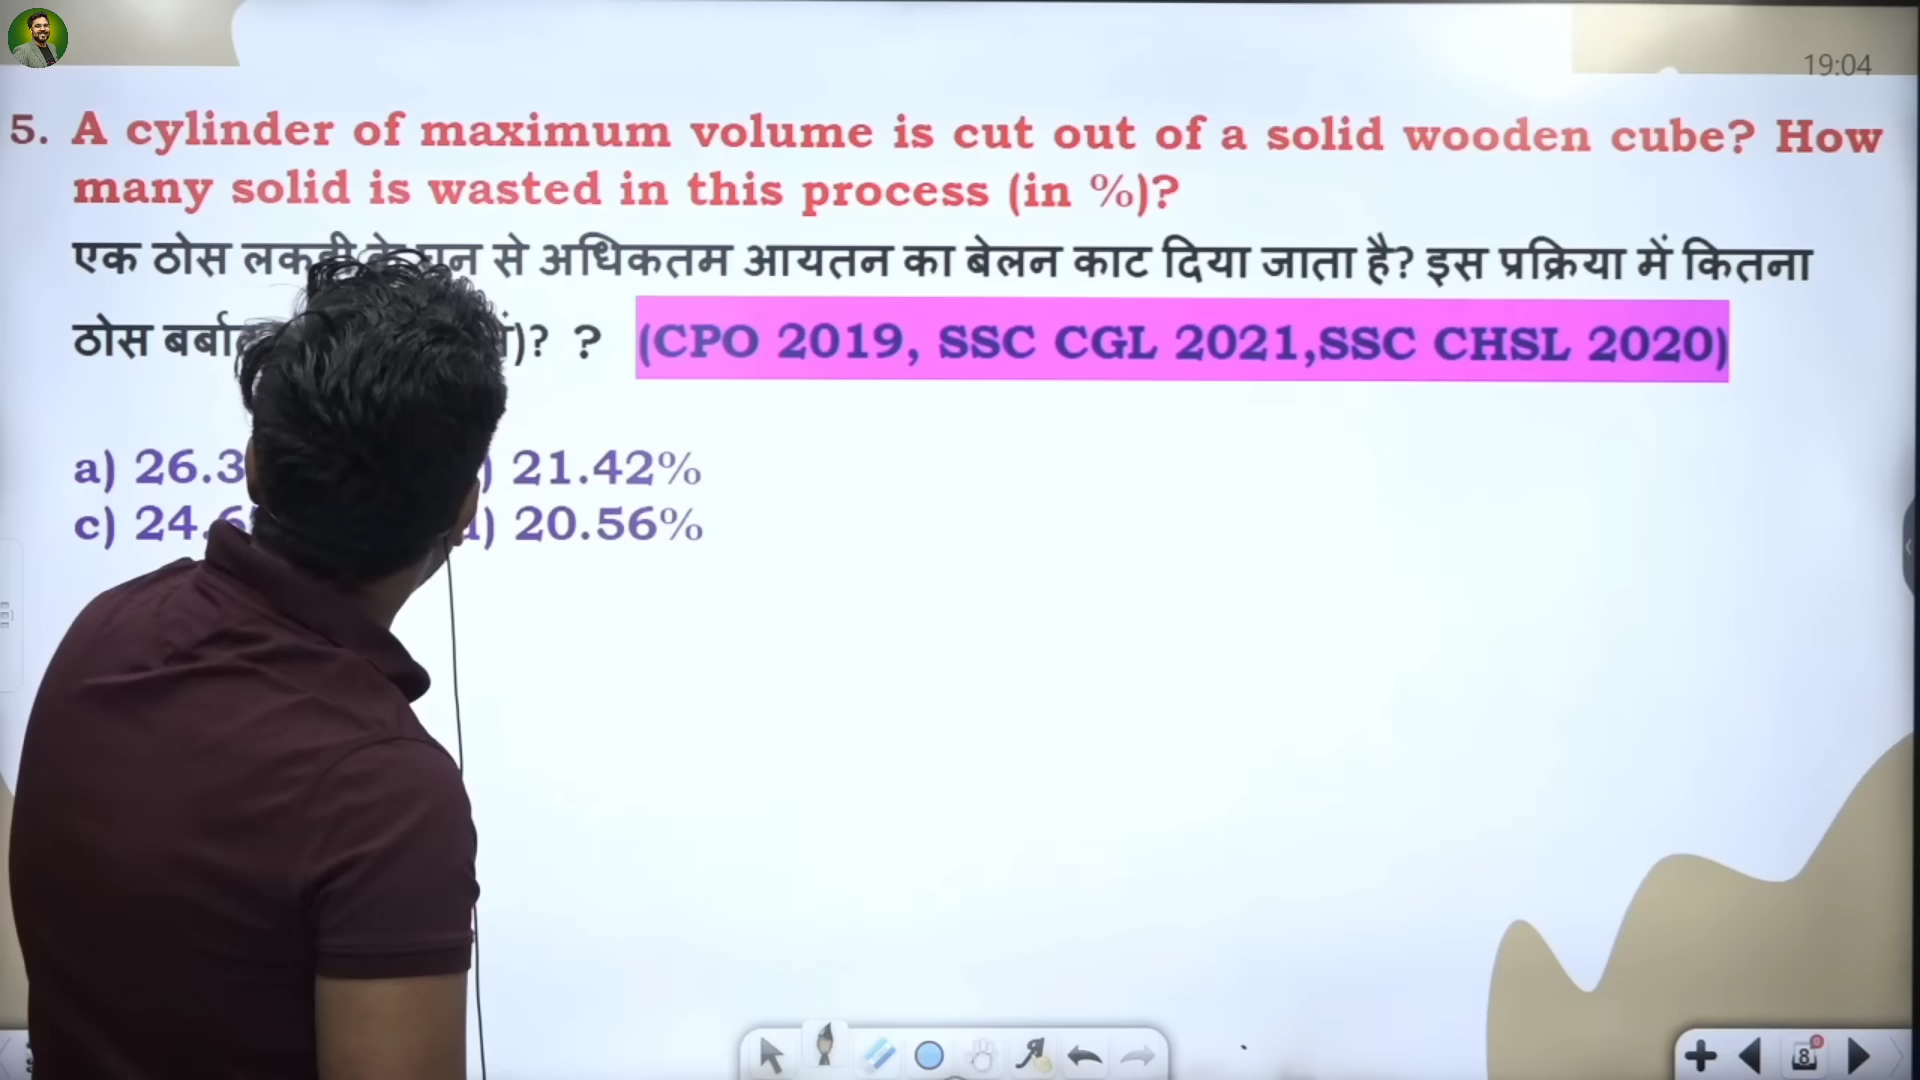 19:04
5. A cylinder of maximum volume is cut out of a solid wooden cube? How
many solid is wasted in this process (in %)?
एक ठोस से अधिकतम आयतन का बेलन काट दिया जाता है? इस प्रक्रिया में कितना
ठोस )? ? (CPO 2019, SSC CGL 2021,SSC CHSL 2020)
a) 26.3 ) 21.42%
c) 24.6 d) 20.56%
8